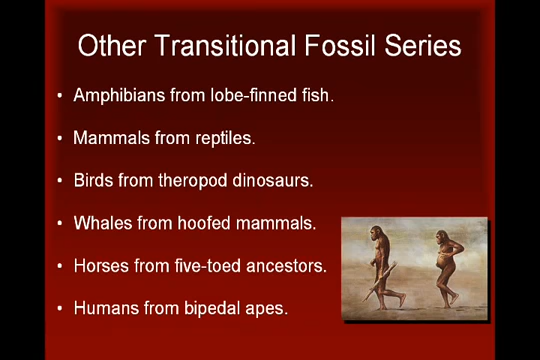 Other Transitional Fossil Series
• Amphibians from lobe-finned fish.
• Mammals from reptiles.
• Birds from theropod dinosaurs.
• Whales from hoofed mammals.
• Horses from five-toed ancestors.
• Humans from bipedal apes.